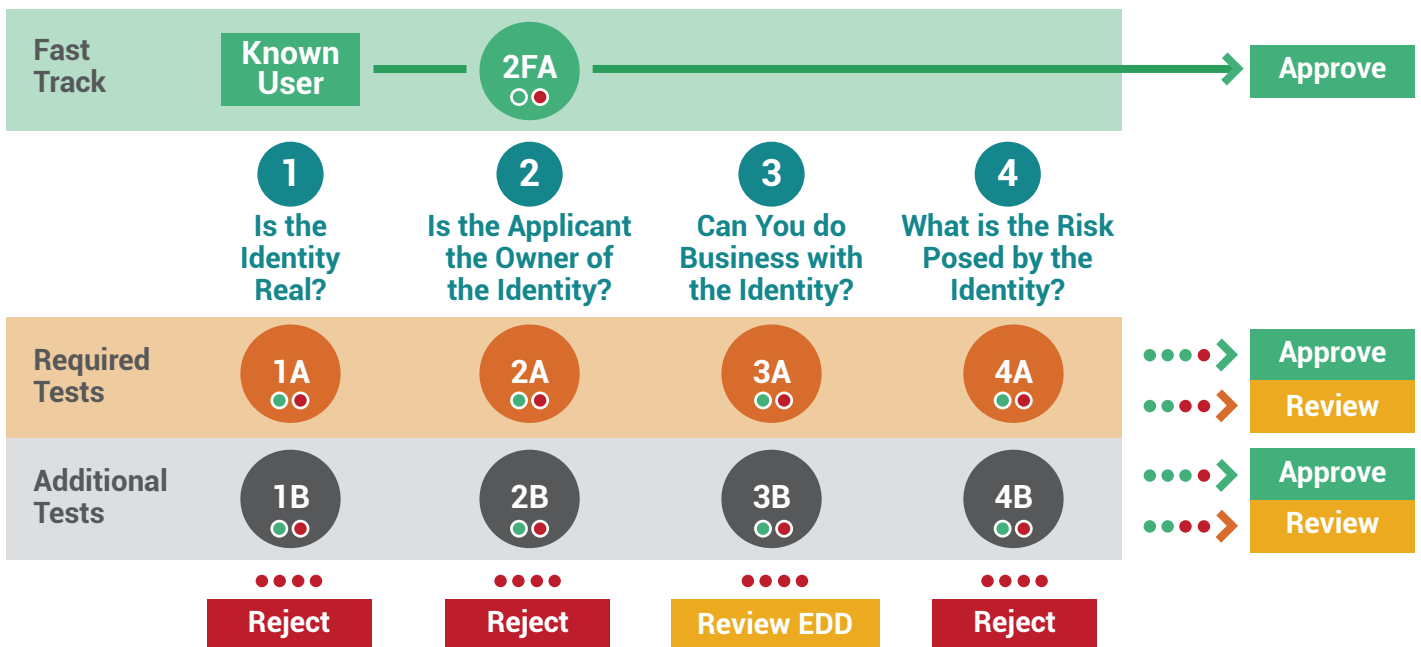 Fast
Track
Known
User
2FA
Approve
1
2
3
4
Is the
Identity
Real?
Is the Applicant
the Owner of
the Identity?
Can You do
Business with
the Identity?
What is the Risk
Posed by the
Identity?
Required
Tests
1A
2A
3A
4A
Approve
Review
Additional
Tests
1B
2B
3B
4B
Approve
Review
Reject
Reject
Review EDD
Reject